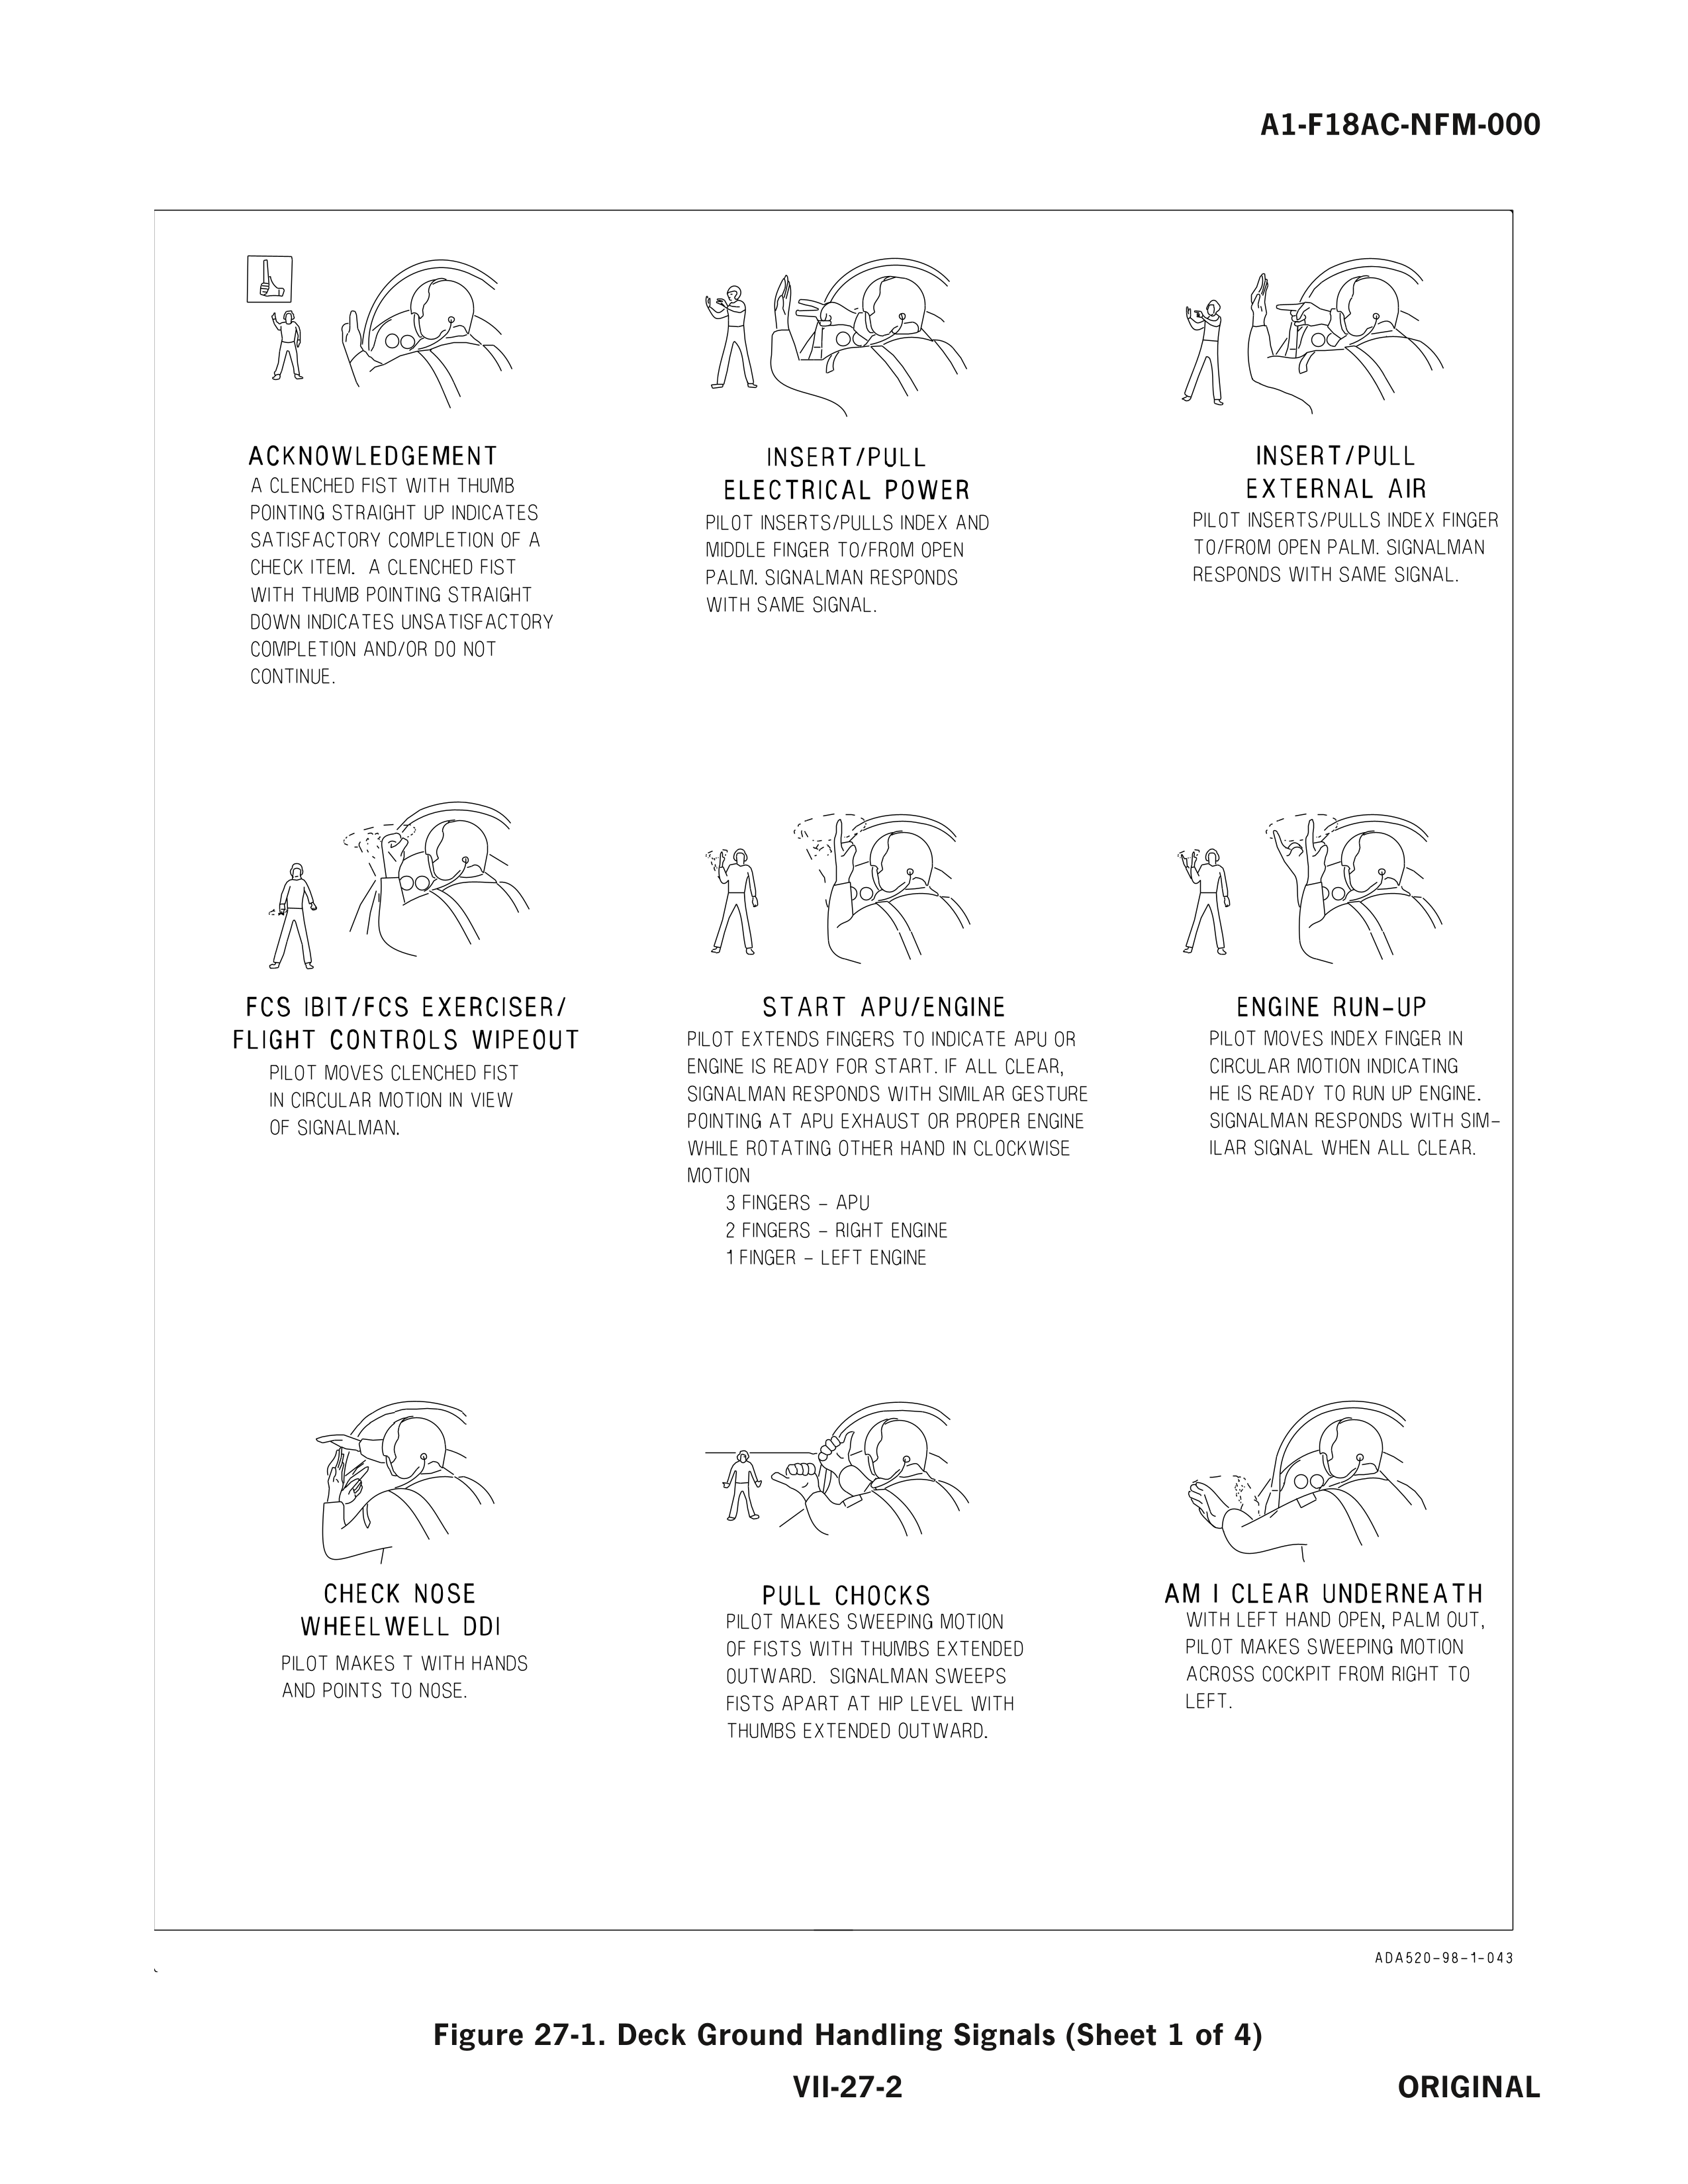 A1-F18AC-NFM-000
ACKNOWLEDGEMENT
A CLENCHED FIST WITH THUMB
POINTING STRAIGHT UP INDICATES
SATISFACTORY COMPLETION OF A
CHECK ITEM. A CLENCHED FIST
WITH THUMB POINTING STRAIGHT
DOWN INDICATES UNSATISFACTORY
COMPLETION AND/OR DO NOT
CONTINUE.
INSERT/PULL
ELECTRICAL POWER
PILOT INSERTS/PULLS INDEX AND
MIDDLE FINGER TO/FROM OPEN
PALM. SIGNALMAN RESPONDS
WITH SAME SIGNAL.
INSERT/PULL
EXTERNAL AIR
PILOT INSERTS/PULLS INDEX FINGER
TO/FROM OPEN PALM. SIGNALMAN
RESPONDS WITH SAME SIGNAL.
FCS IBIT/FCS EXERCISER/
FLIGHT CONTROLS WIPEOUT
PILOT MOVES CLENCHED FIST
IN CIRCULAR MOTION IN VIEW
OF SIGNALMAN.
START APU/ENGINE
PILOT EXTENDS FINGERS TO INDICATE APU OR
ENGINE IS READY FOR START. IF ALL CLEAR,
SIGNALMAN RESPONDS WITH SIMILAR GESTURE
POINTING AT APU EXHAUST OR PROPER ENGINE
WHILE ROTATING OTHER HAND IN CLOCKWISE
MOTION
3 FINGERS - APU
2 FINGERS - RIGHT ENGINE
1 FINGER - LEFT ENGINE
ENGINE RUN-UP
PILOT MOVES INDEX FINGER IN
CIRCULAR MOTION INDICATING
HE IS READY TO RUN UP ENGINE.
SIGNALMAN RESPONDS WITH SIM-
ILAR SIGNAL WHEN ALL CLEAR.
CHECK NOSE
WHEELWELL DDI
PILOT MAKES T WITH HANDS
AND POINTS TO NOSE.
PULL CHOCKS
PILOT MAKES SWEEPING MOTION
OF FISTS WITH THUMBS EXTENDED
OUTWARD. SIGNALMAN SWEEPS
FISTS APART AT HIP LEVEL WITH
THUMBS EXTENDED OUTWARD.
AM I CLEAR UNDERNEATH
WITH LEFT HAND OPEN, PALM OUT,
PILOT MAKES SWEEPING MOTION
ACROSS COCKPIT FROM RIGHT TO
LEFT.
ADA520-98-1-043
Figure 27-1. Deck Ground Handling Signals (Sheet 1 of 4)
VII-27-2
ORIGINAL